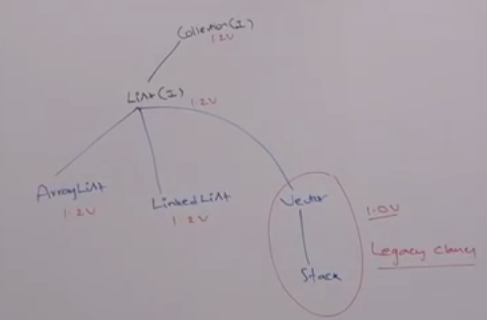 Collection(I)
1.2V
List(I)
1.2V
ArrayList
1.2V
LinkedList
1.2V
Vector
1.0V
Stack
Legacy classes